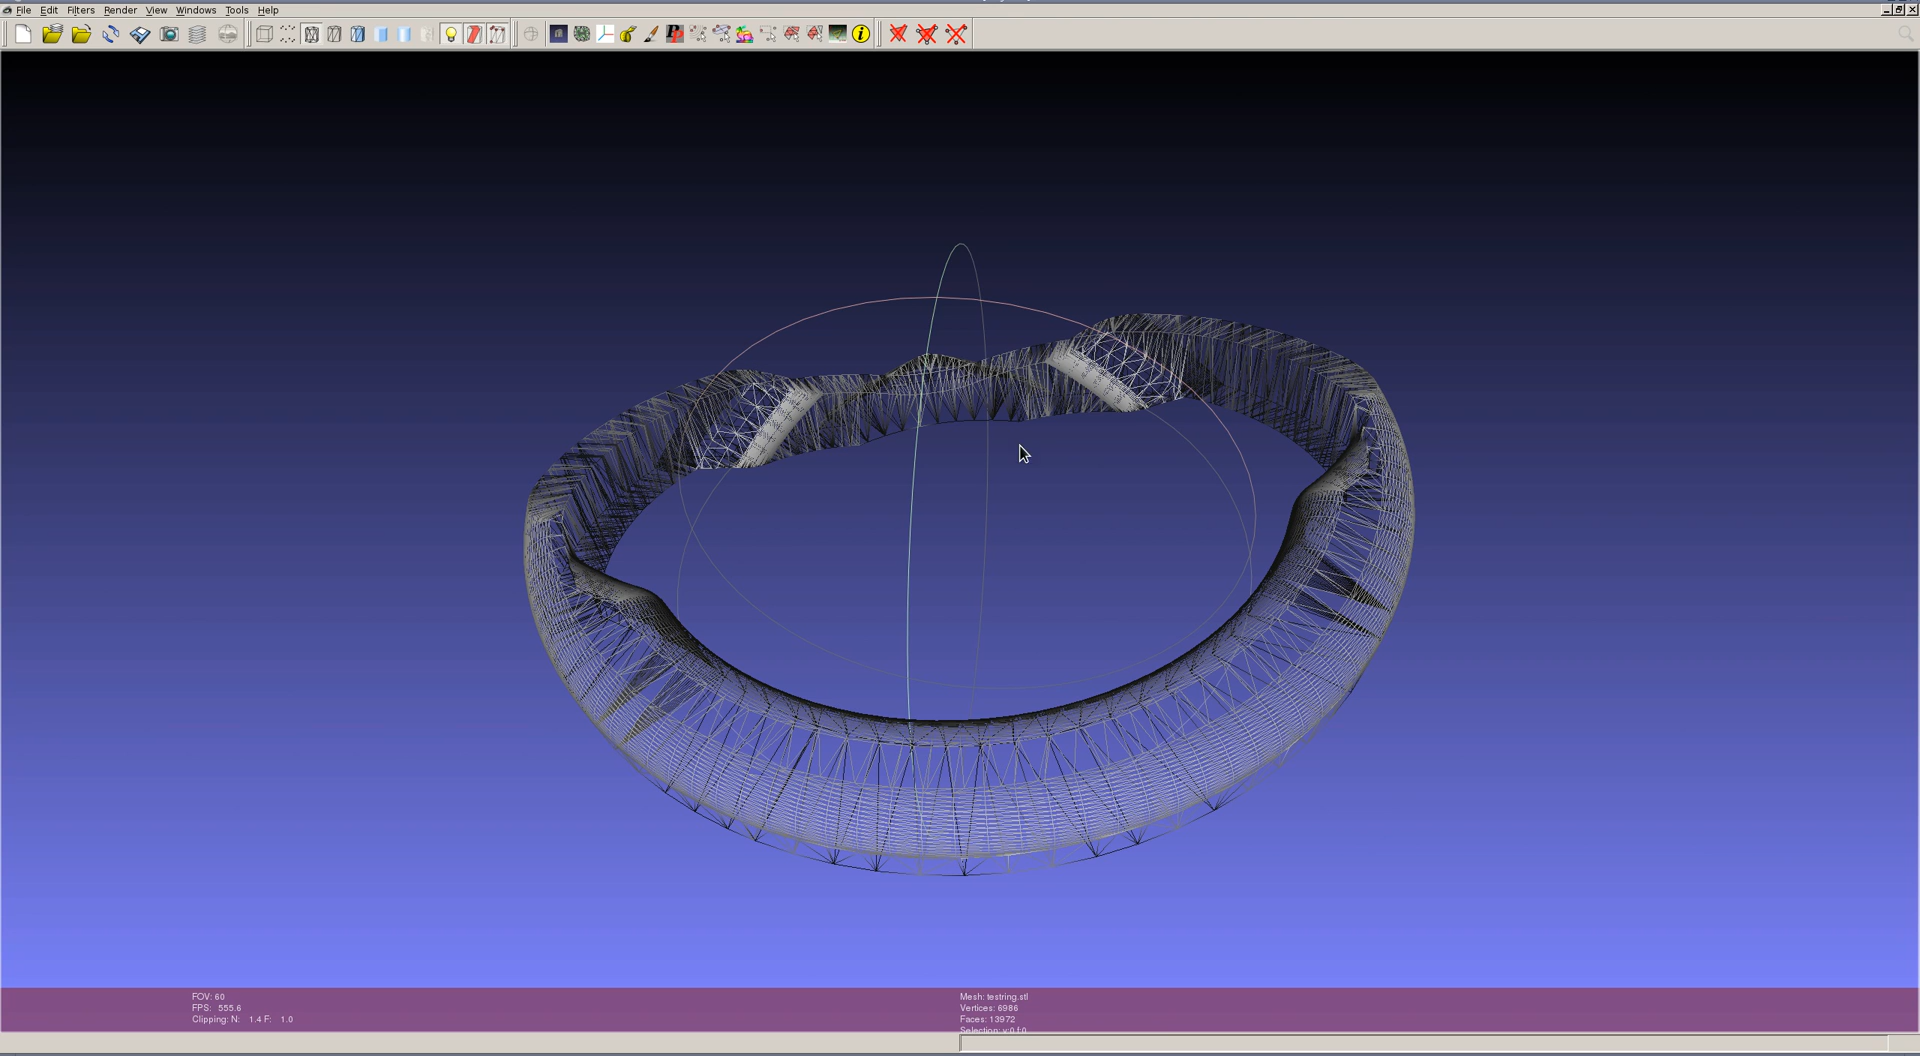 File Edit Filters Render View Windows Tools Help
FOV: 60
FPS: 555.6
Clipping: N: 1.4 F: 1.0
Mesh: testring.stl
Vertices: 6986
Faces: 13972
Selection: v:0 f:0